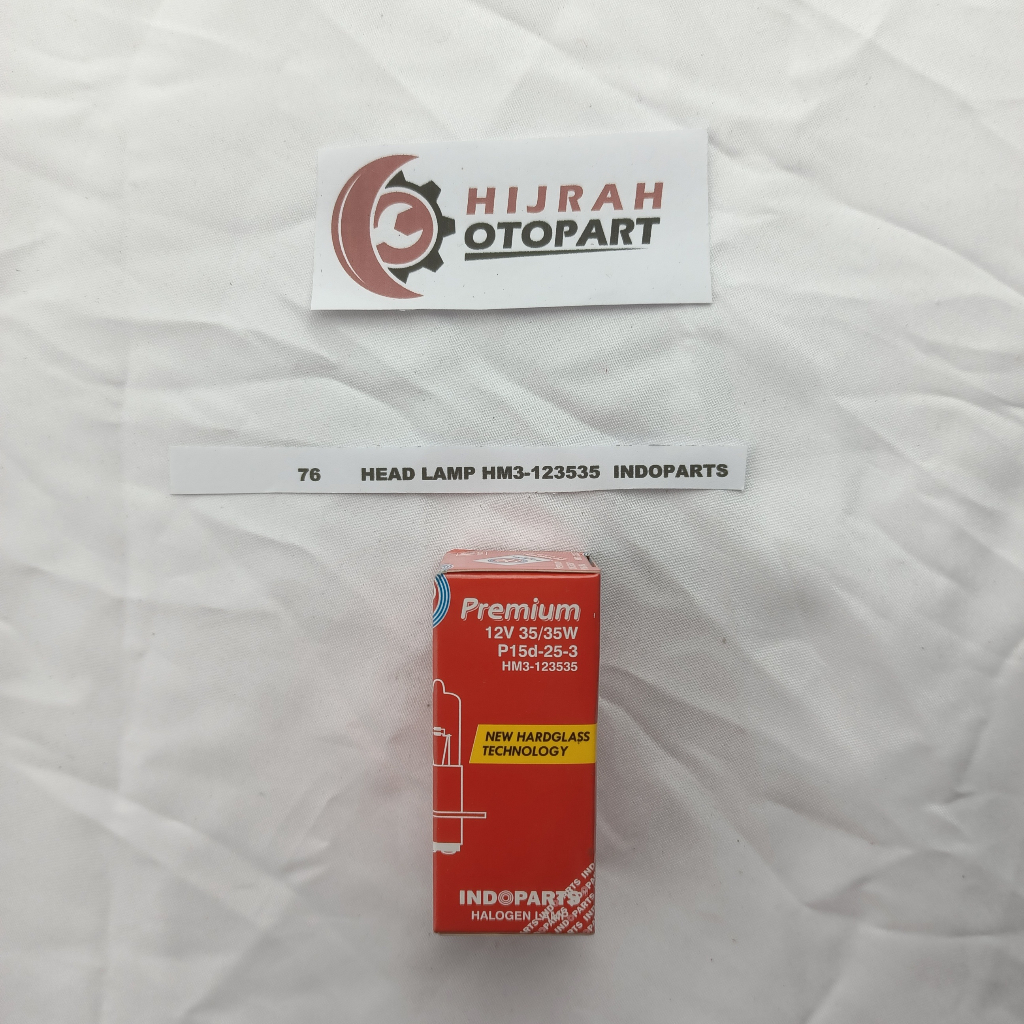 HIJRAH
OTOPART
76 HEAD LAMP HM3-123535 INDOPARTS
Premium
12V 35/35W
P15d-25-3
HM3-123535
NEW HARDGLASS
TECHNOLOGY
INDOPARTS
HALOGEN